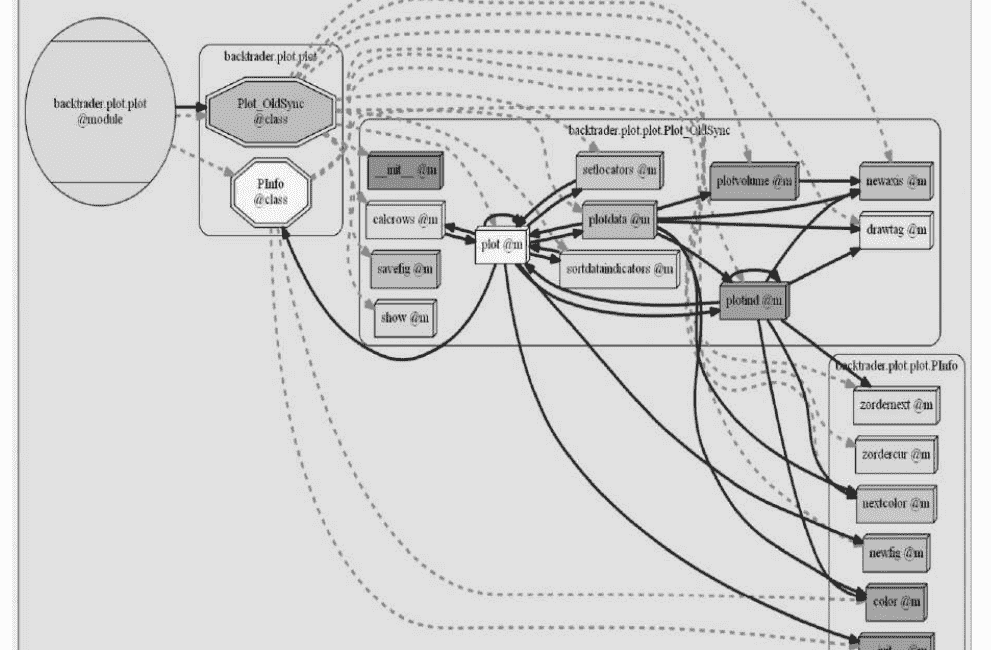 backtrader.plot.plot
@module
backtrader.plot.plot
Plot_OldSync
@class
PInfo
@class
backtrader.plot.plot.Plot_OldSync
__init__ @m
calcrows @m
savefig @m
show @m
plot @m
setlocators @m
plotdata @m
sortdataindicators @m
plotvolume @m
plotind @m
newaxis @m
drawtag @m
backtrader.plot.plot.PInfo
zordernext @m
zordercur @m
nextcolor @m
newfig @m
color @m
__init__ @m